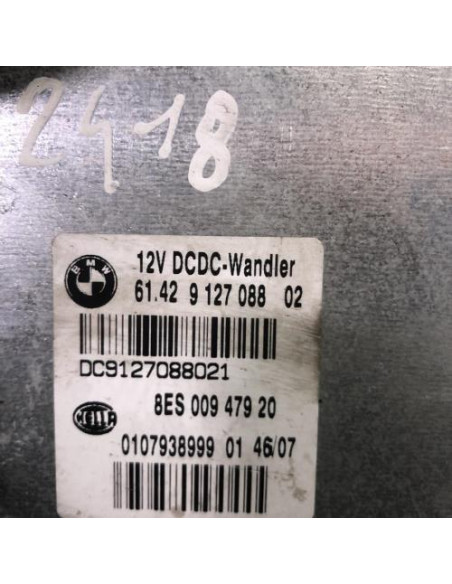 2418
BMW
12V DCDC-Wandler
61.42 9 127 088 02
DC9127088021
HELLA
8ES 009 479 20
0107938999 01 46/07